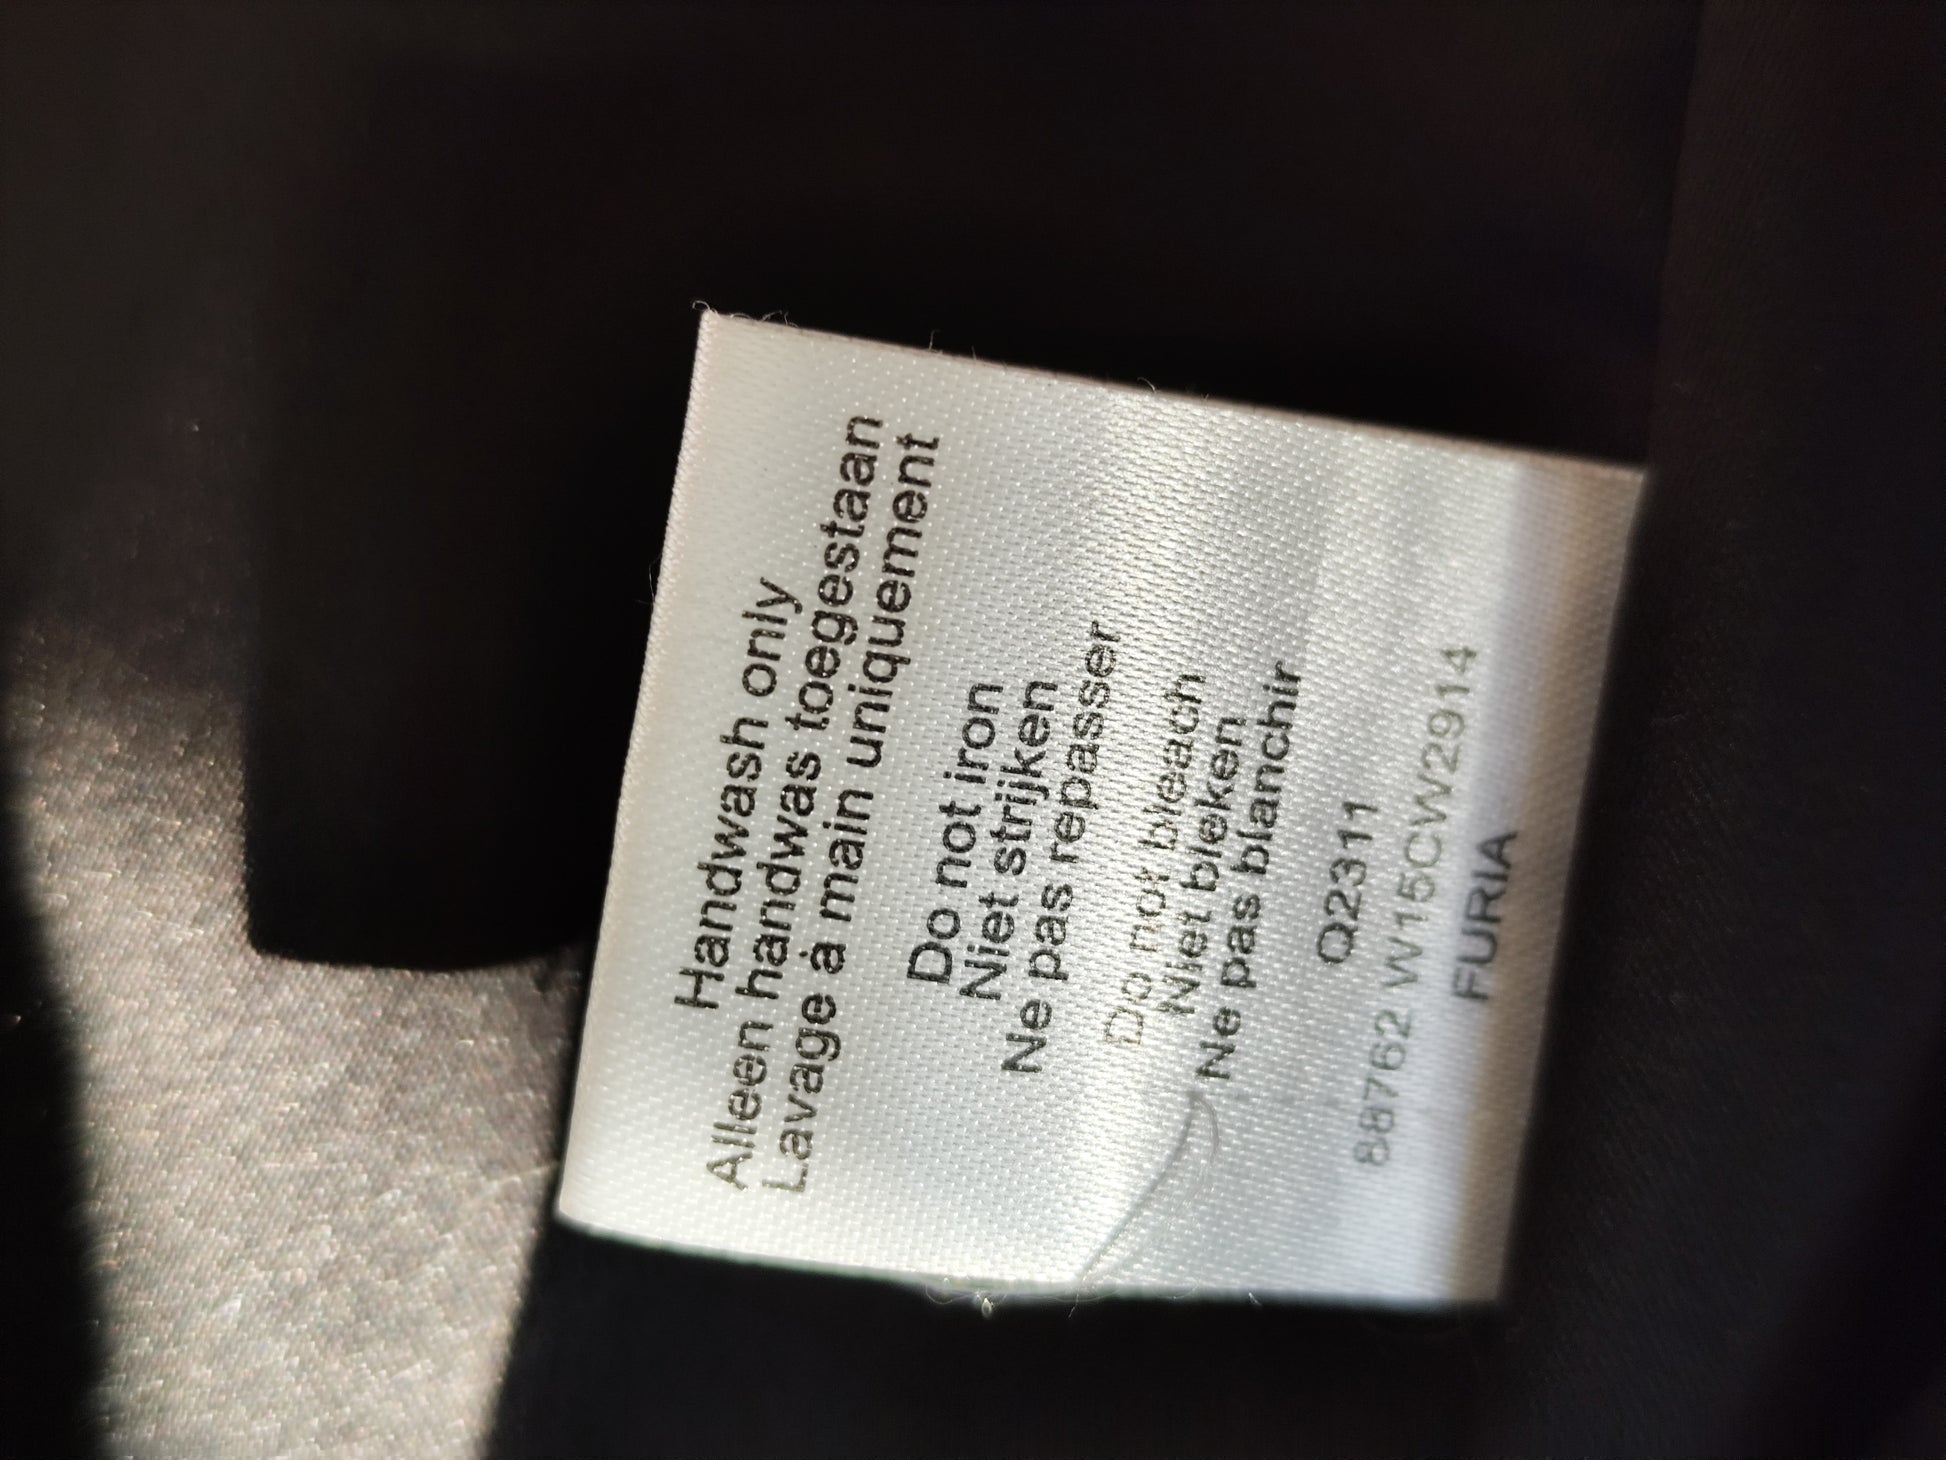 Handwash only
Alleen handwas toegestaan
Lavage à main uniquement
Do not iron
Niet strijken
Ne pas repasser
Do not bleach
Niet bleken
Ne pas blanchir
Q2311
88762 W15CW2914
FURIA